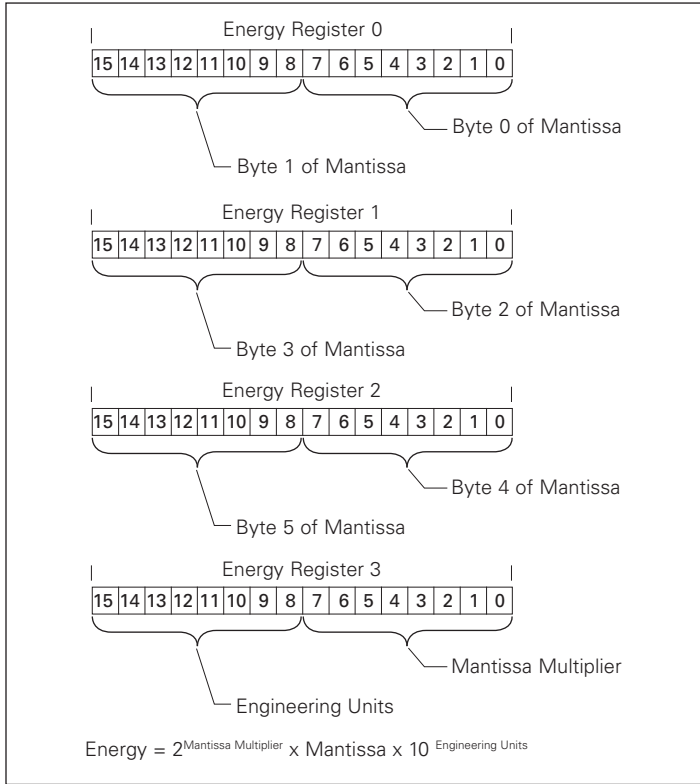 Energy Register 0
15 14 13 12 11 10 9 8 7 6 5 4 3 2 1 0
Byte 0 of Mantissa
Byte 1 of Mantissa
Energy Register 1
15 14 13 12 11 10 9 8 7 6 5 4 3 2 1 0
Byte 2 of Mantissa
Byte 3 of Mantissa
Energy Register 2
15 14 13 12 11 10 9 8 7 6 5 4 3 2 1 0
Byte 4 of Mantissa
Byte 5 of Mantissa
Energy Register 3
15 14 13 12 11 10 9 8 7 6 5 4 3 2 1 0
Mantissa Multiplier
Engineering Units
Energy = 2^Mantissa Multiplier x Mantissa x 10 ^Engineering Units